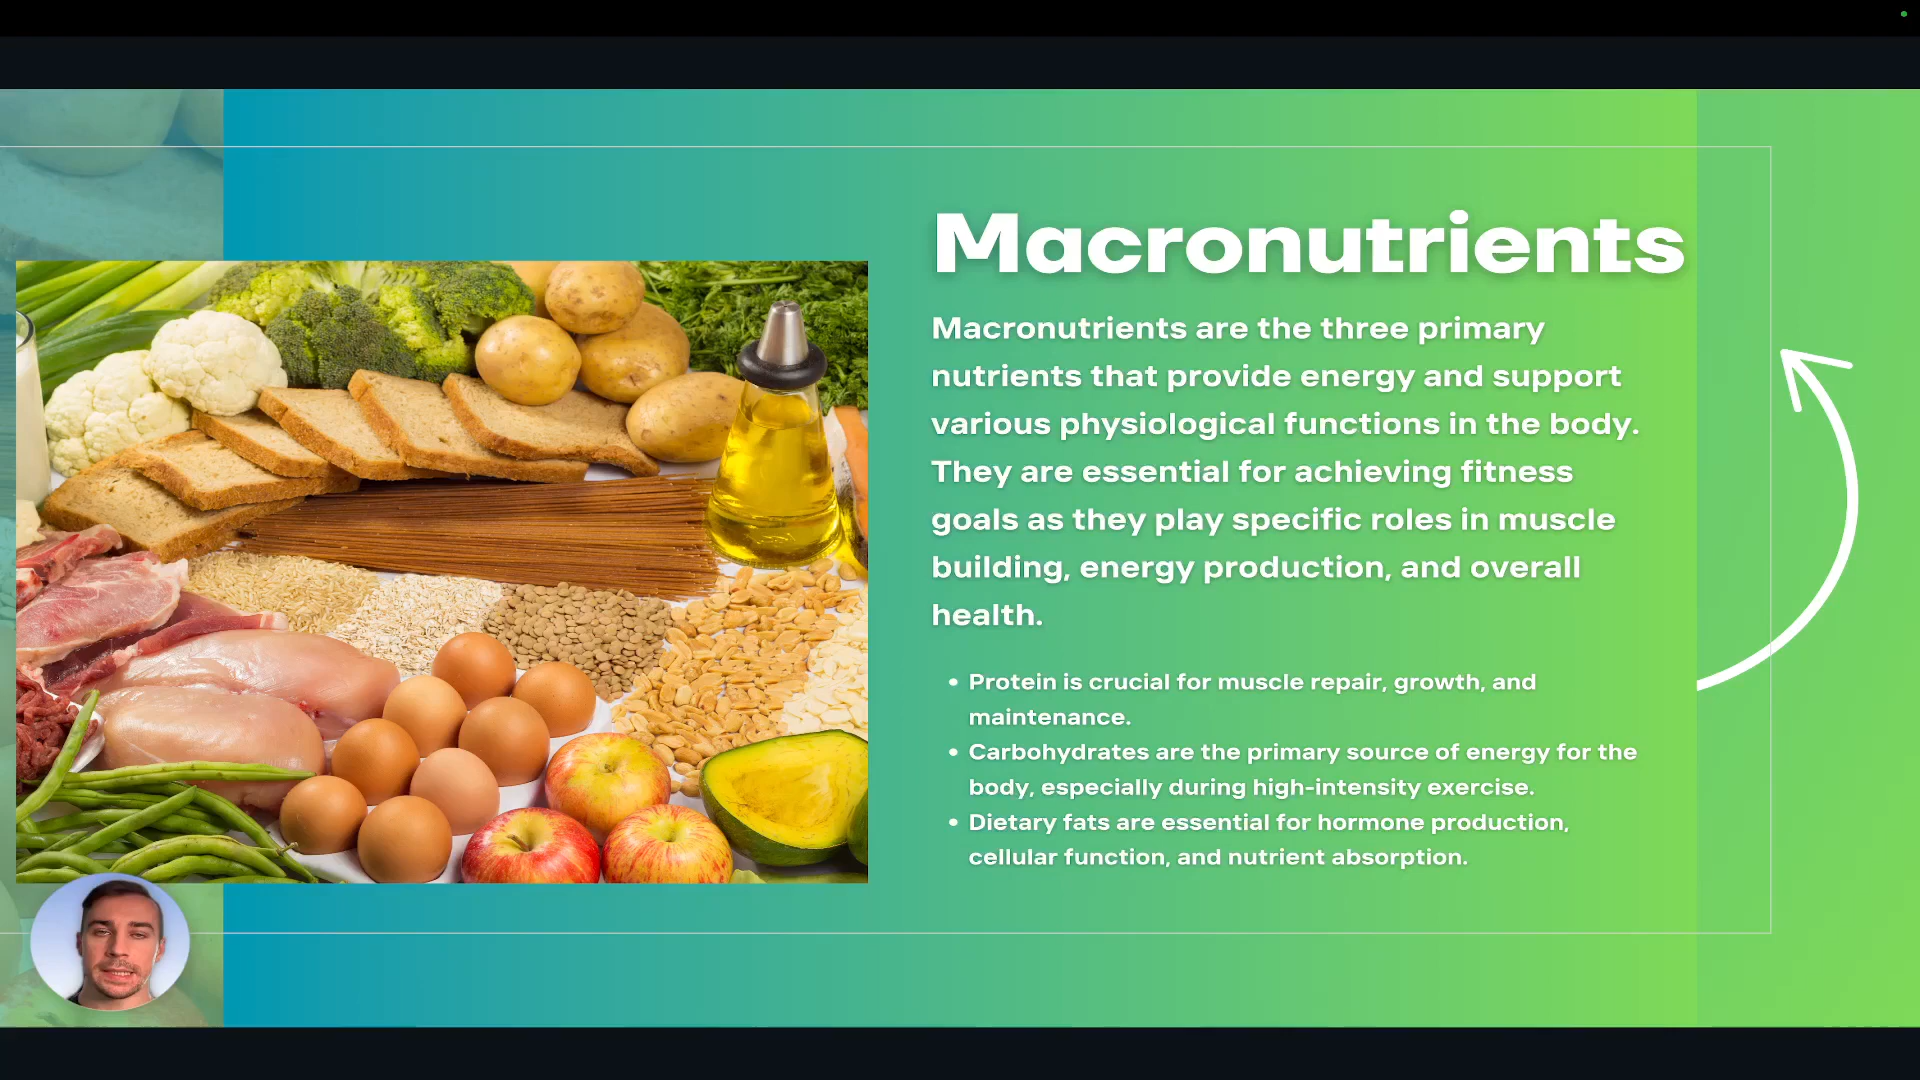 Macronutrients
Macronutrients are the three primary
nutrients that provide energy and support
various physiological functions in the body.
They are essential for achieving fitness
goals as they play specific roles in muscle
building, energy production, and overall
health.
• Protein is crucial for muscle repair, growth, and
maintenance.
• Carbohydrates are the primary source of energy for the
body, especially during high-intensity exercise.
• Dietary fats are essential for hormone production,
cellular function, and nutrient absorption.